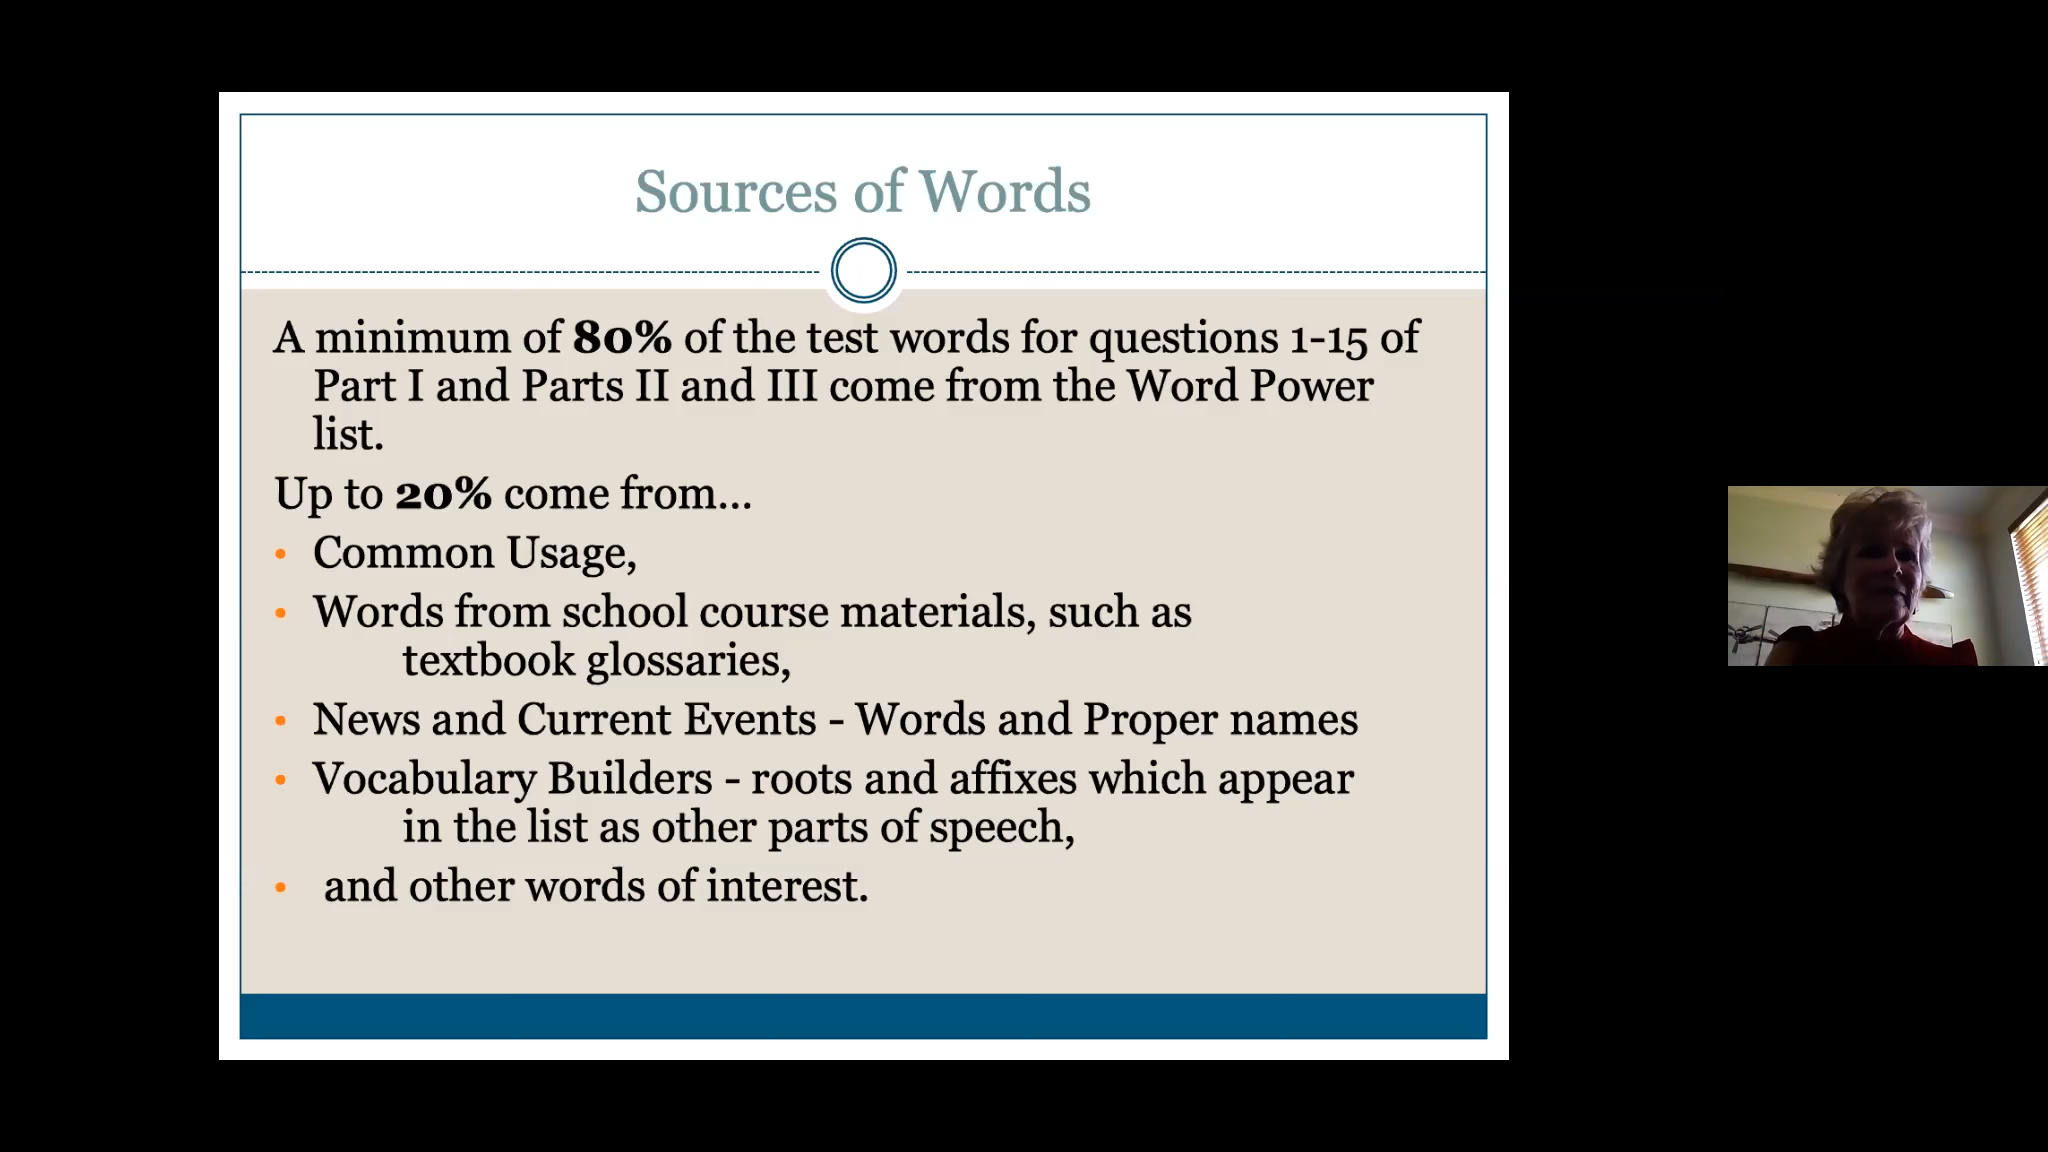 Sources of Words
A minimum of 80% of the test words for questions 1-15 of
Part I and Parts II and III come from the Word Power
list.
Up to 20% come from...
• Common Usage,
• Words from school course materials, such as
textbook glossaries,
• News and Current Events - Words and Proper names
• Vocabulary Builders - roots and affixes which appear
in the list as other parts of speech,
• and other words of interest.